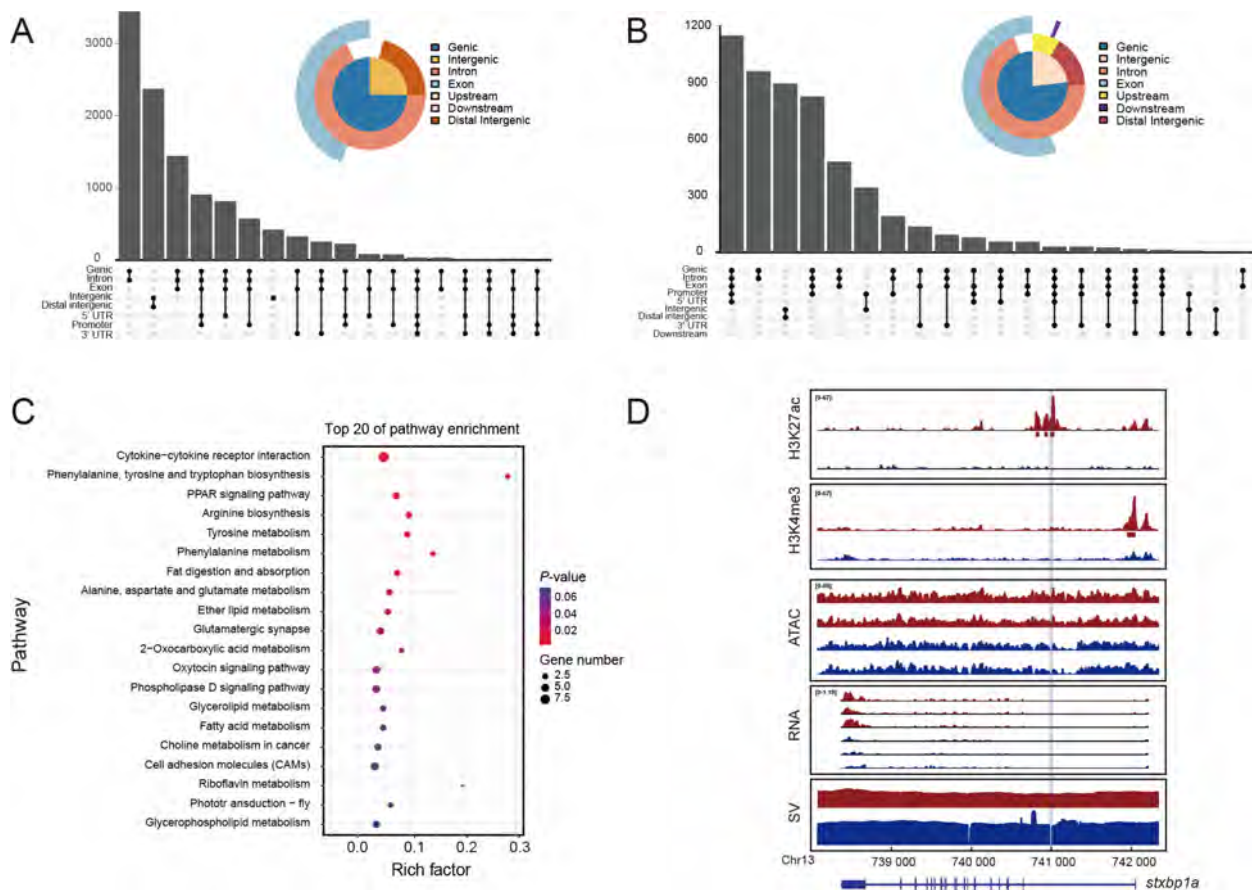 A
3000
2000
1000
0
Genic
Intergenic
Intron
Exon
Upstream
Downstream
Distal Intergenic
Genic
Intron
Exon
Intergenic
Distal intergenic
5' UTR
Promoter
3' UTR
B
1200
900
600
300
0
Genic
Intergenic
Intron
Exon
Upstream
Downstream
Distal Intergenic
Genic
Intron
Exon
Promoter
5' UTR
Intergenic
Distal intergenic
3' UTR
Downstream
C
Top 20 of pathway enrichment
Pathway
Cytokine−cytokine receptor interaction
Phenylalanine, tyrosine and tryptophan biosynthesis
PPAR signaling pathway
Arginine biosynthesis
Tyrosine metabolism
Phenylalanine metabolism
Fat digestion and absorption
Alanine, aspartate and glutamate metabolism
Ether lipid metabolism
Glutamatergic synapse
2−Oxocarboxylic acid metabolism
Oxytocin signaling pathway
Phospholipase D signaling pathway
Glycerolipid metabolism
Fatty acid metabolism
Choline metabolism in cancer
Cell adhesion molecules (CAMs)
Riboflavin metabolism
Phototr ansduction − fly
Glycerophospholipid metabolism
0.0 0.1 0.2 0.3
Rich factor
P-value
0.06
0.04
0.02
Gene number
2.5
5.0
7.5
D
H3K27ac
H3K4me3
ATAC
RNA
SV
Chr13 739 000 740 000 741 000 742 000
stxbp1a